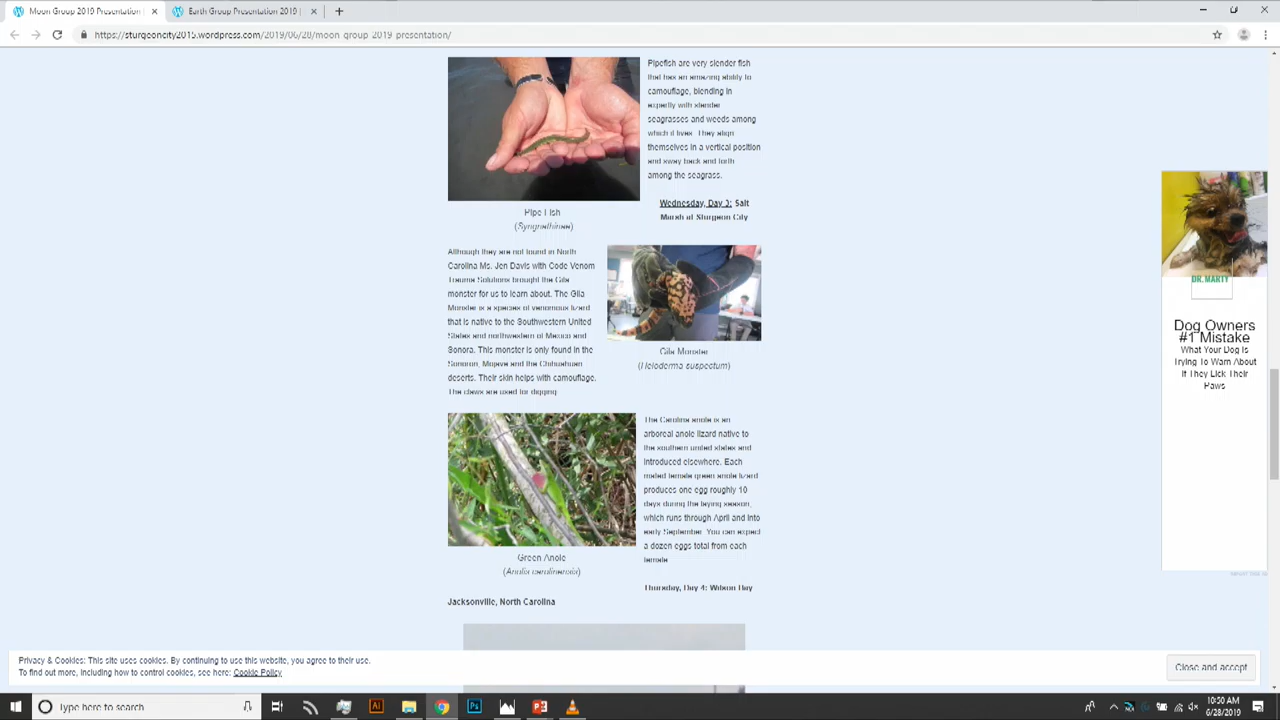 Moon Group 2019 Presentation |
Earth Group Presentation 2019 |
https://sturgeoncity2015.wordpress.com/2019/06/28/moon-group-2019-presentation/
Pipefish are very slender fish
that has an amazing ability to
camouflage, blending in
expertly with slender
seagrasses and weeds among
which it lives. They align
themselves in a vertical position
and sway back and forth
among the seagrass.
Pipe Fish
(Syngnathinae)
Wednesday, Day 3: Salt
Marsh at Sturgeon City
Although they are not found in North
Carolina Ms. Jen Davis with Code Venom
Trauma Solutions brought the Gila
monster for us to learn about. The Gila
Monster is a species of venomous lizard
that is native to the Southwestern United
States and northwestern of Mexico and
Sonora. This monster is only found in the
Sonoron, Mojave and the Chihuahuan
deserts. Their skin helps with camouflage.
The claws are used for digging.
Gila Monster
(Heloderma suspectum)
The Carolina anole is an
arboreal anole lizard native to
the southern united states and
introduced elsewhere. Each
mated female green anole lizard
produces one egg roughly 10
days during the laying season,
which runs through April and into
early September. You can expect
a dozen eggs total from each
female.
Green Anole
(Anolis carolinensis)
Thursday, Day 4: Wilson Bay
Jacksonville, North Carolina
DR. MARTY
Dog Owners
#1 Mistake
What Your Dog Is
Trying To Warn About
If They Lick Their
Paws
Privacy & Cookies: This site uses cookies. By continuing to use this website, you agree to their use.
To find out more, including how to control cookies, see here: Cookie Policy
Close and accept
Type here to search
10:30 AM
6/28/2019